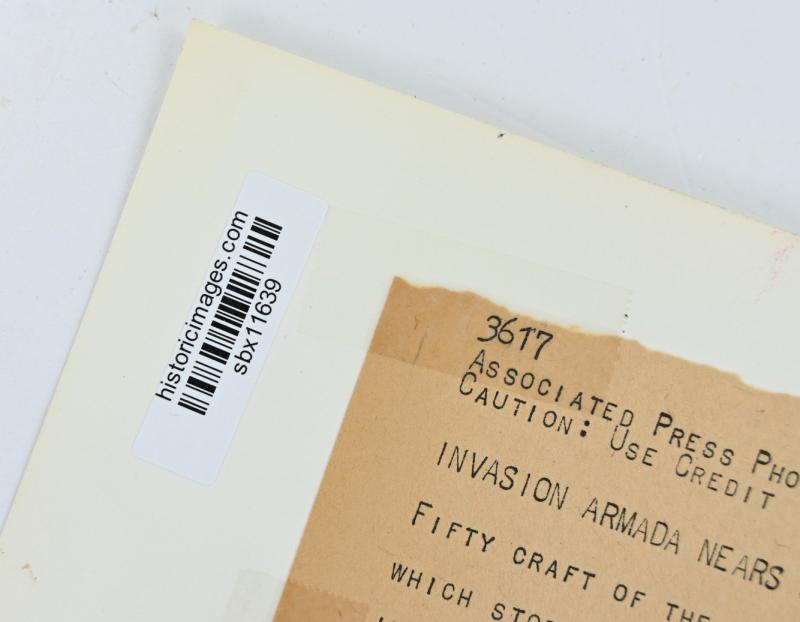 historicimages.com
sbx11639
3617
ASSOCIATED PRESS PHO
CAUTION: USE CREDIT
INVASION ARMADA NEARS
FIFTY CRAFT OF THE
WHICH STO